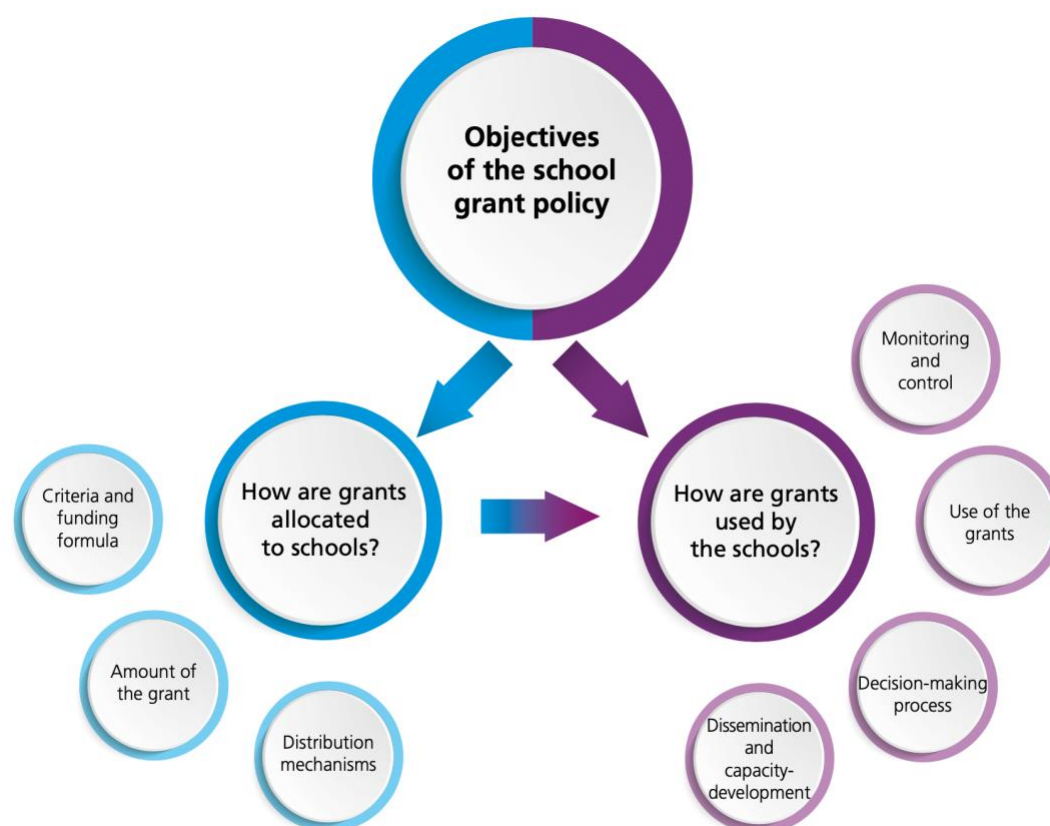 Objectives
of the school
grant policy
How are grants
allocated
to schools?
Criteria and
funding
formula
Amount of
the grant
Distribution
mechanisms
How are grants
used by
the schools?
Monitoring
and
control
Use of the
grants
Decision-making
process
Dissemination
and
capacity-
development